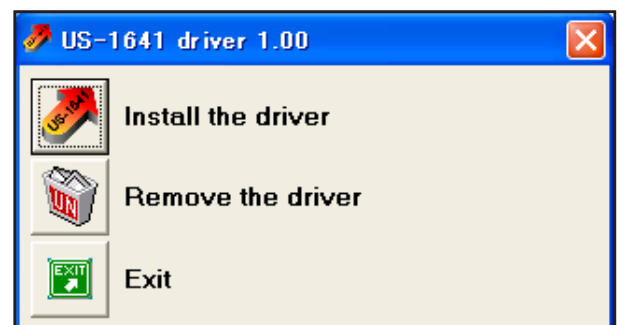 US-1641 driver 1.00
US-1641
Install the driver
UN
Remove the driver
EXIT
Exit